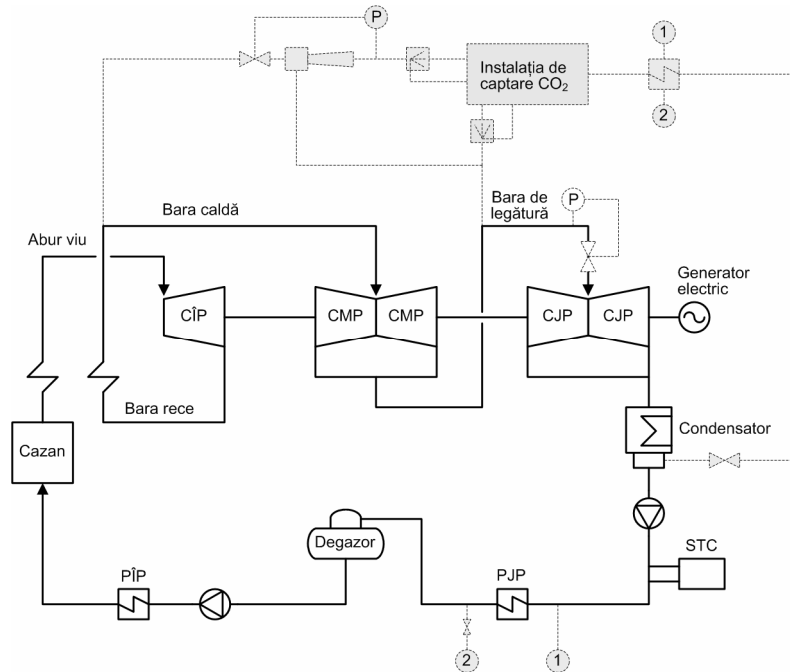 P
1
Instalația de
captare CO₂
2
Bara caldă
Bara de
legătură
P
Abur viu
Generator
electric
CÎP
CMP
CMP
CJP
CJP
Bara rece
Cazan
Condensator
Degazor
STC
PÎP
PJP
2
1